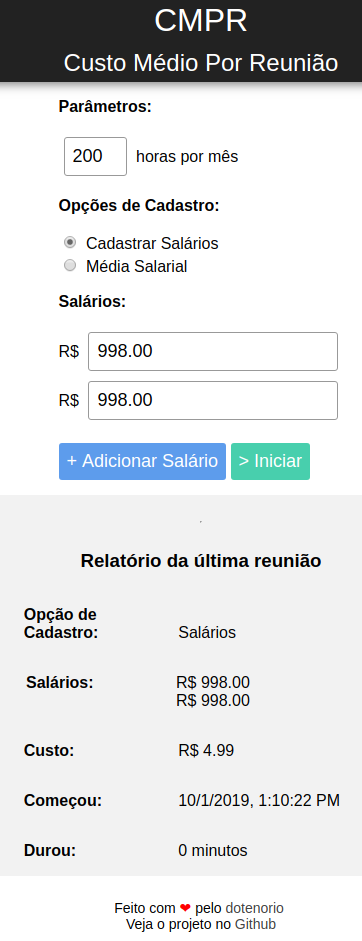 CMPR
Custo Médio Por Reunião
Parâmetros:
200 horas por mês
Opções de Cadastro:
Cadastrar Salários
Média Salarial
Salários:
R$ 998.00
R$ 998.00
+ Adicionar Salário > Iniciar
.
Relatório da última reunião
Opção de
Cadastro: Salários
Salários: R$ 998.00
R$ 998.00
Custo: R$ 4.99
Começou: 10/1/2019, 1:10:22 PM
Durou: 0 minutos
Feito com ❤ pelo dotenorio
Veja o projeto no Github